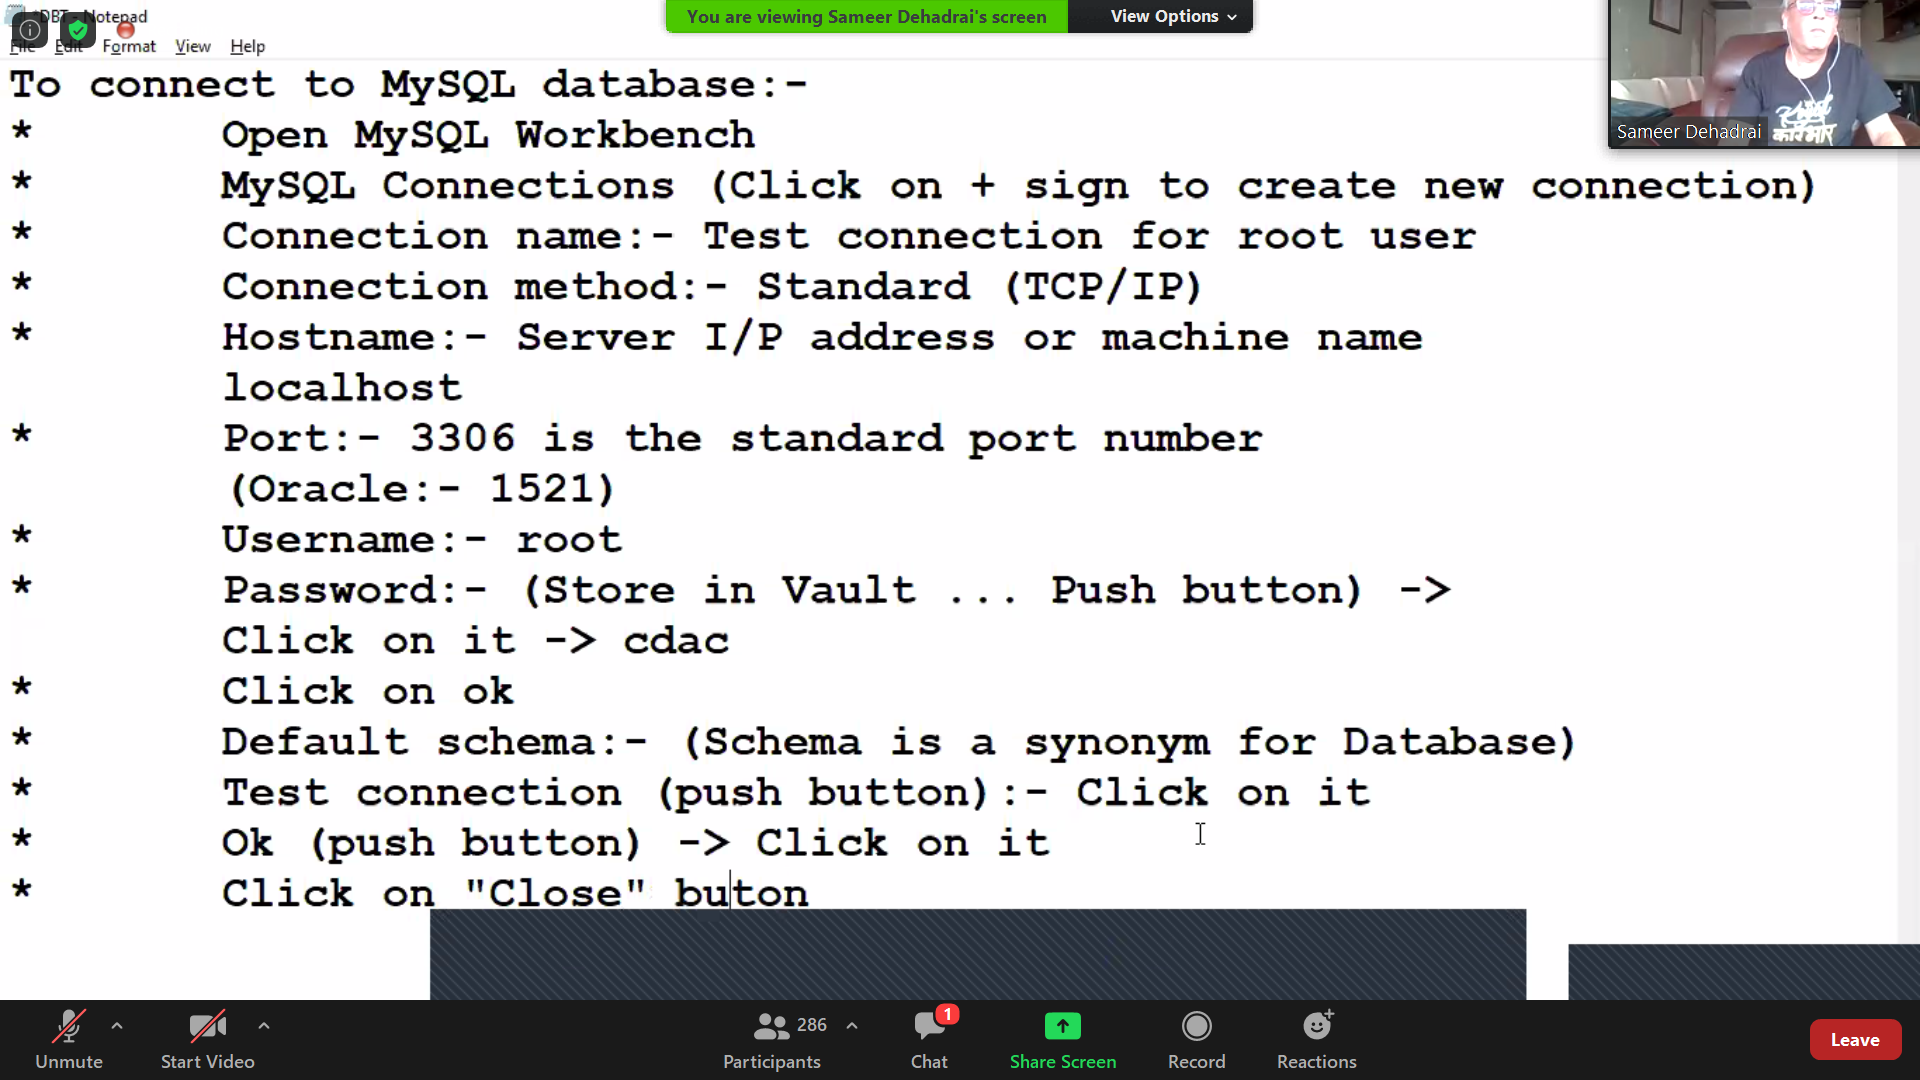 *DBT - Notepad
You are viewing Sameer Dehadrai's screen View Options
File Edit Format View Help
To connect to MySQL database:-
* Open MySQL Workbench
* MySQL Connections (Click on + sign to create new connection)
* Connection name:- Test connection for root user
* Connection method:- Standard (TCP/IP)
* Hostname:- Server I/P address or machine name
localhost
* Port:- 3306 is the standard port number
(Oracle:- 1521)
* Username:- root
* Password:- (Store in Vault ... Push button) ->
Click on it -> cdac
* Click on ok
* Default schema:- (Schema is a synonym for Database)
* Test connection (push button):- Click on it
* Ok (push button) -> Click on it
* Click on "Close" buton
Sameer Dehadrai
कारभार
286
1
Unmute Start Video Participants Chat Share Screen Record Reactions Leave